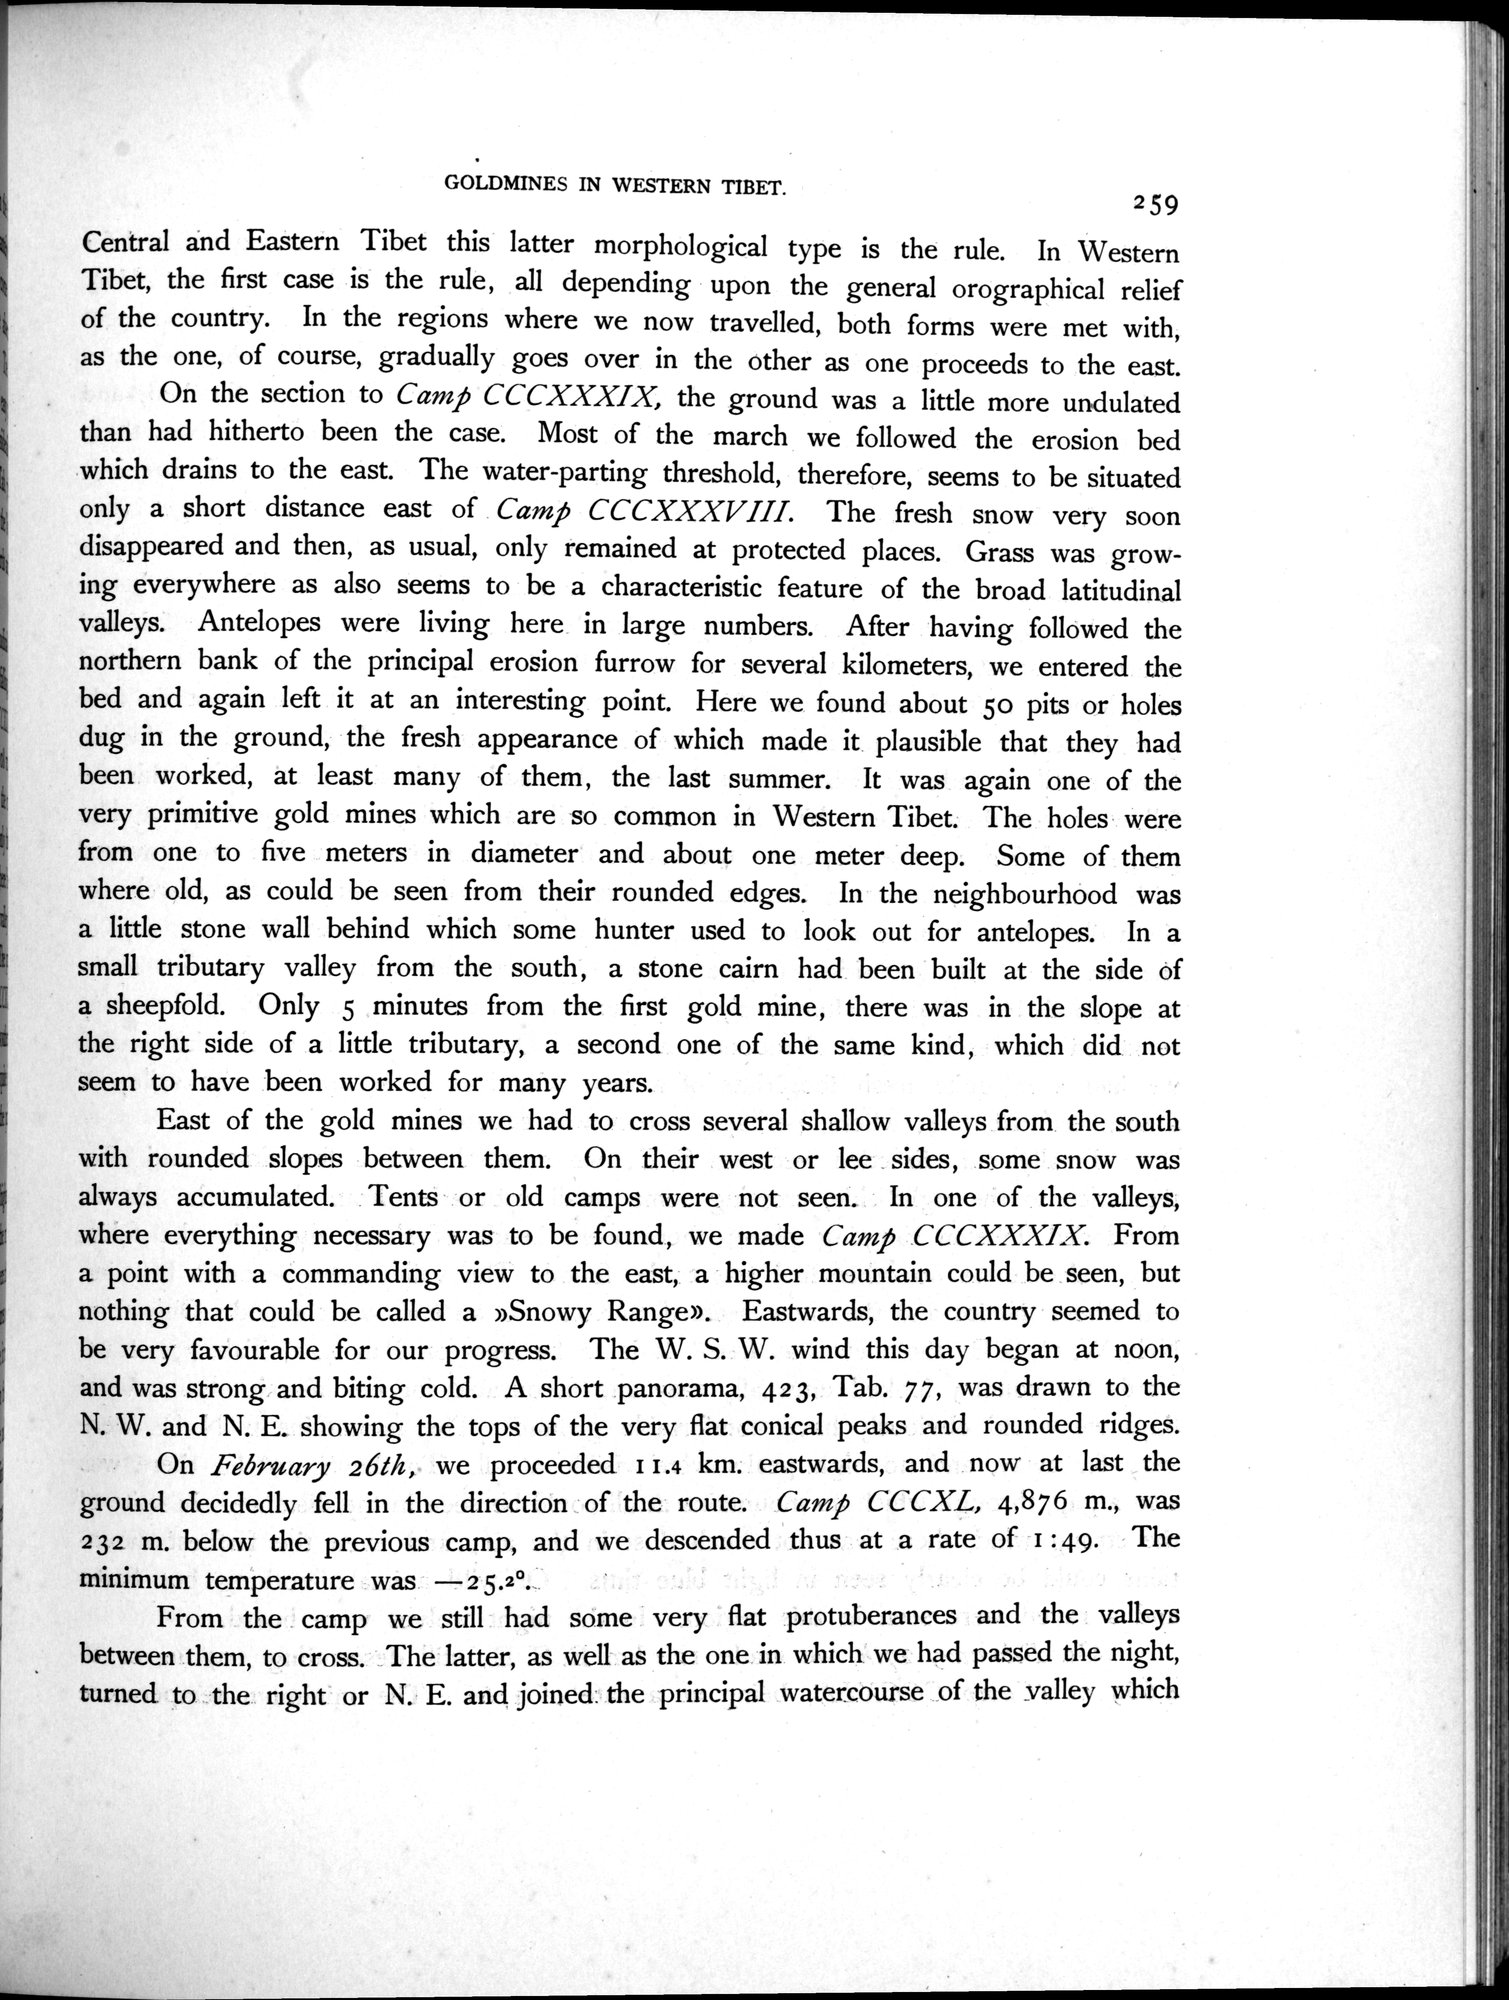 GOLDMINES IN WESTERN TIBET.
259
Central and Eastern Tibet this latter morphological type is the rule. In Western
Tibet, the first case is the rule, all depending upon the general orographical relief
of the country. In the regions where we now travelled, both forms were met with,
as the one, of course, gradually goes over in the other as one proceeds to the east.
On the section to Camp CCCXXXIX, the ground was a little more undulated
than had hitherto been the case. Most of the march we followed the erosion bed
which drains to the east. The water-parting threshold, therefore, seems to be situated
only a short distance east of Camp CCCXXXVIII. The fresh snow very soon
disappeared and then, as usual, only remained at protected places. Grass was grow-
ing everywhere as also seems to be a characteristic feature of the broad latitudinal
valleys. Antelopes were living here in large numbers. After having followed the
northern bank of the principal erosion furrow for several kilometers, we entered the
bed and again left it at an interesting point. Here we found about 50 pits or holes
dug in the ground, the fresh appearance of which made it plausible that they had
been worked, at least many of them, the last summer. It was again one of the
very primitive gold mines which are so common in Western Tibet. The holes were
from one to five meters in diameter and about one meter deep. Some of them
where old, as could be seen from their rounded edges. In the neighbourhood was
a little stone wall behind which some hunter used to look out for antelopes. In a
small tributary valley from the south, a stone cairn had been built at the side of
a sheepfold. Only 5 minutes from the first gold mine, there was in the slope at
the right side of a little tributary, a second one of the same kind, which did not
seem to have been worked for many years.
East of the gold mines we had to cross several shallow valleys from the south
with rounded slopes between them. On their west or lee sides, some snow was
always accumulated. Tents or old camps were not seen. In one of the valleys,
where everything necessary was to be found, we made Camp CCCXXXIX. From
a point with a commanding view to the east, a higher mountain could be seen, but
nothing that could be called a »Snowy Range». Eastwards, the country seemed to
be very favourable for our progress. The W. S. W. wind this day began at noon,
and was strong and biting cold. A short panorama, 423, Tab. 77, was drawn to the
N. W. and N. E. showing the tops of the very flat conical peaks and rounded ridges.
On February 26th, we proceeded 11.4 km. eastwards, and now at last the
ground decidedly fell in the direction of the route. Camp CCCXL, 4,876 m., was
232 m. below the previous camp, and we descended thus at a rate of 1:49. The
minimum temperature was —25.2°.
From the camp we still had some very flat protuberances and the valleys
between them, to cross. The latter, as well as the one in which we had passed the night,
turned to the right or N. E. and joined the principal watercourse of the valley which